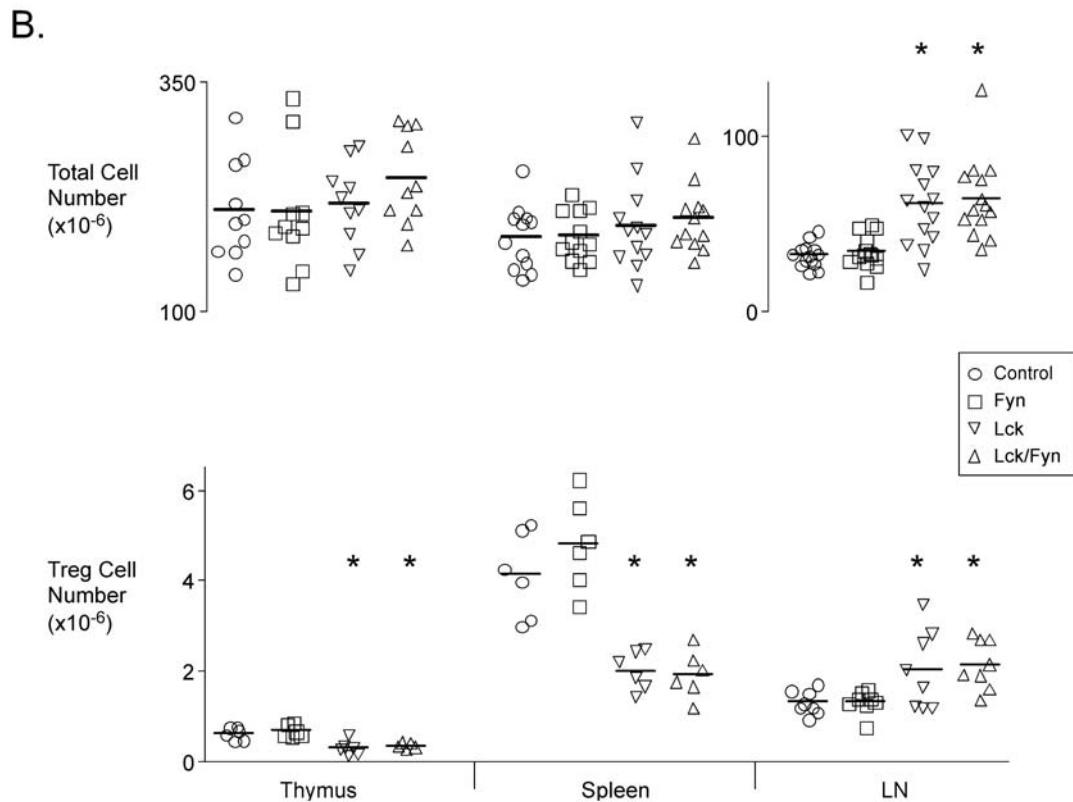 B.
* *
350
100
Total Cell
Number
(x10⁻⁶)
100
0
Control
Fyn
Lck
Lck/Fyn
6
4
2
0
Treg Cell
Number
(x10⁻⁶)
* * * * * *
Thymus Spleen LN